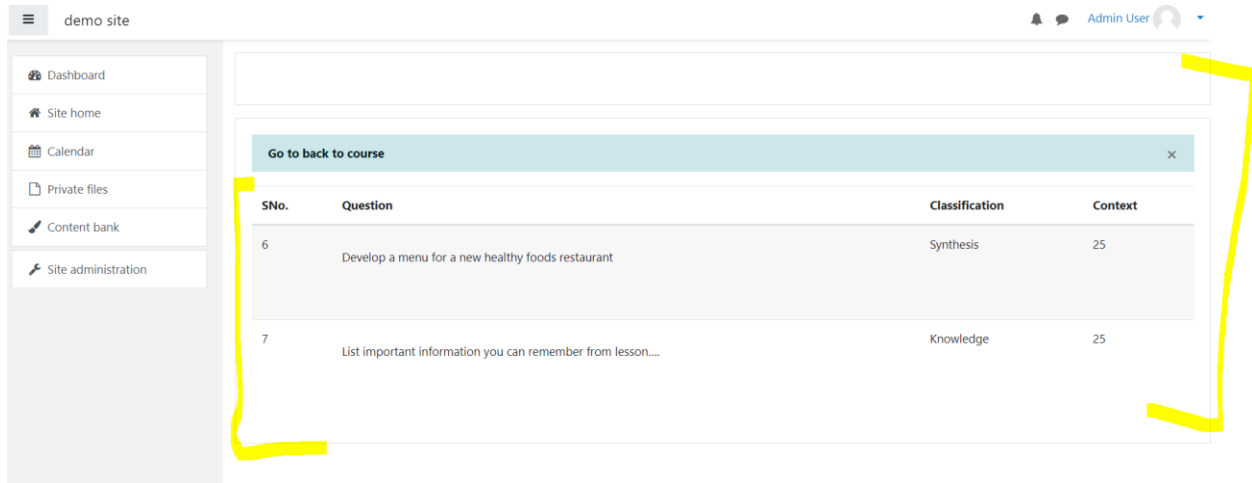 demo site
Admin User
Dashboard
Site home
Calendar
Private files
Content bank
Site administration
Go to back to course
SNo. Question Classification Context
6 Develop a menu for a new healthy foods restaurant Synthesis 25
7 List important information you can remember from lesson.... Knowledge 25